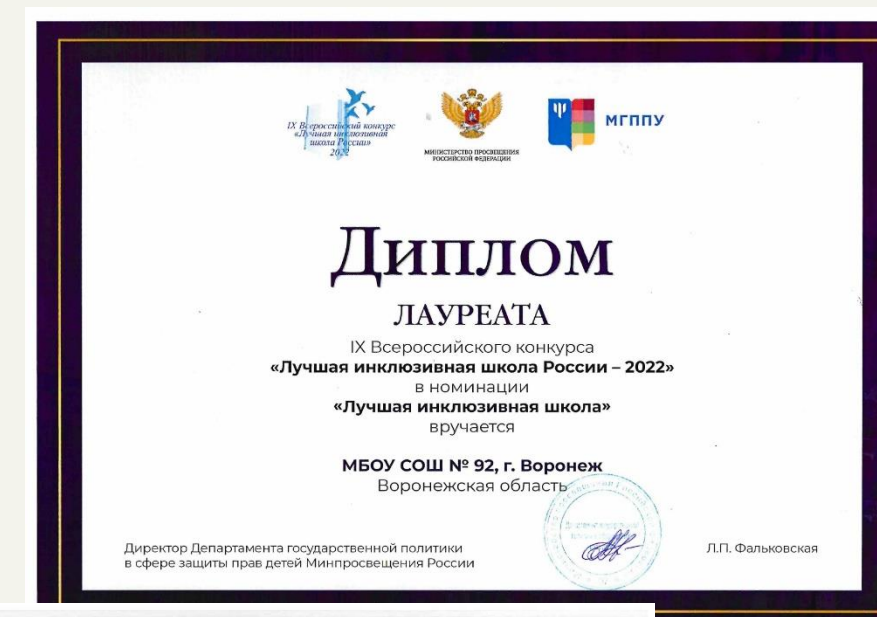 IX Всероссийский конкурс
«Лучшая инклюзивная
школа России»
2022
МИНИСТЕРСТВО ПРОСВЕЩЕНИЯ
РОССИЙСКОЙ ФЕДЕРАЦИИ
МГППУ
Диплом
ЛАУРЕАТА
IX Всероссийского конкурса
«Лучшая инклюзивная школа России – 2022»
в номинации
«Лучшая инклюзивная школа»
вручается
МБОУ СОШ № 92, г. Воронеж
Воронежская область
Директор Департамента государственной политики
в сфере защиты прав детей Минпросвещения России
Л.П. Фальковская